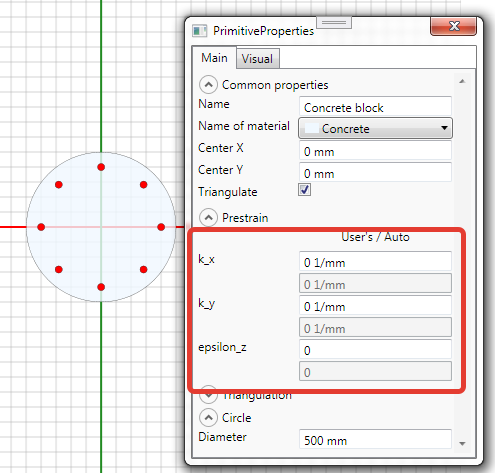 PrimitiveProperties
Main Visual
Common properties
Name Concrete block
Name of material Concrete
Center X 0 mm
Center Y 0 mm
Triangulate
Prestrain
User's / Auto
k_x 0 1/mm
0 1/mm
k_y 0 1/mm
0 1/mm
epsilon_z 0
0
Triangulation
Circle
Diameter 500 mm